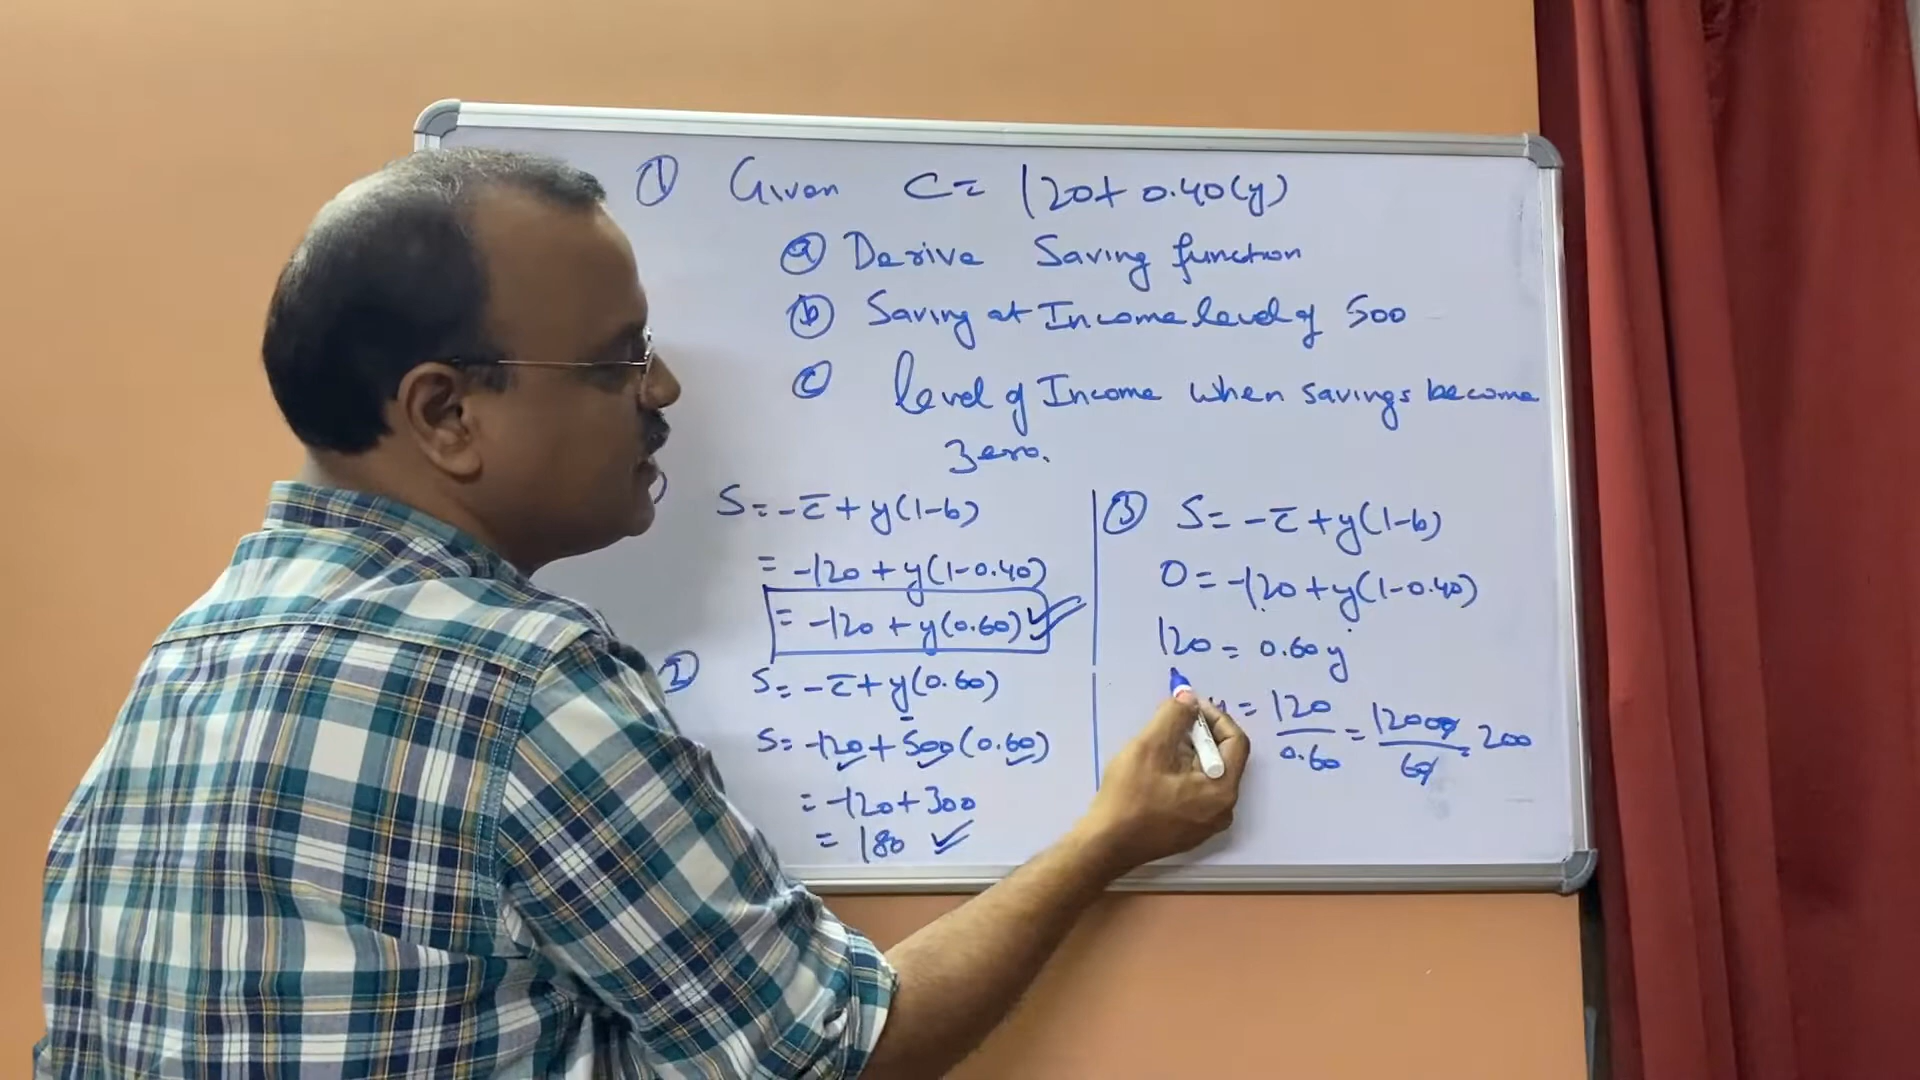 ① Given C = 120 + 0.40(y)
ⓐ Derive Saving function
ⓑ Saving at Income level of 500
ⓒ level of Income when savings become
Zero.
S = -c̄ + y(1-b)
= -120 + y(1-0.40)
= -120 + y(0.60)
② S = -c̄ + y(0.60)
S = -120 + 500(0.60)
= -120 + 300
= 180
③ S = -c̄ + y(1-b)
0 = -120 + y(1-0.40)
120 = 0.60y
y = 120/0.60 = 12000/60 = 200